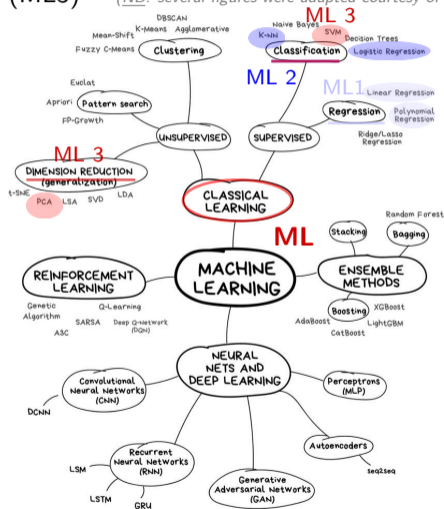 (ML3)
(NB: several figures were adapted courtesy of
DBSCAN
K-Means Agglomerative
Mean-Shift
Fuzzy C-Means
Clustering
Euclat
Apriori
Pattern search
FP-Growth
UNSUPERVISED
ML 3
DIMENSION REDUCTION
(generalization)
t-SNE
PCA
LSA
SVD
LDA
ML 3
Naive Bayes
K-NN
SVM
Decision Trees
Classification
Logistic Regression
ML 2
ML1
Linear Regression
Regression
Polynomial
Regression
Ridge/Lasso
Regression
SUPERVISED
CLASSICAL
LEARNING
ML
MACHINE
LEARNING
REINFORCEMENT
LEARNING
Genetic
Algorithm
Q-Learning
SARSA
Deep Q-Network
(DQN)
A3C
Random Forest
Stacking
Bagging
ENSEMBLE
METHODS
Boosting
XGBoost
AdaBoost
LightGBM
CatBoost
NEURAL
NETS AND
DEEP LEARNING
Convolutional
Neural Networks
(CNN)
DCNN
Perceptrons
(MLP)
Recurrent
Neural Networks
(RNN)
LSM
LSTM
GRU
Autoencoders
seq2seq
Generative
Adversarial Networks
(GAN)